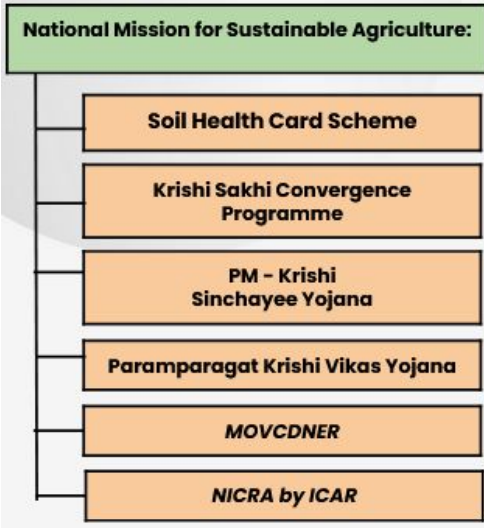 National Mission for Sustainable Agriculture:
Soil Health Card Scheme
Krishi Sakhi Convergence
Programme
PM - Krishi
Sinchayee Yojana
Paramparagat Krishi Vikas Yojana
MOVCDNER
NICRA by ICAR